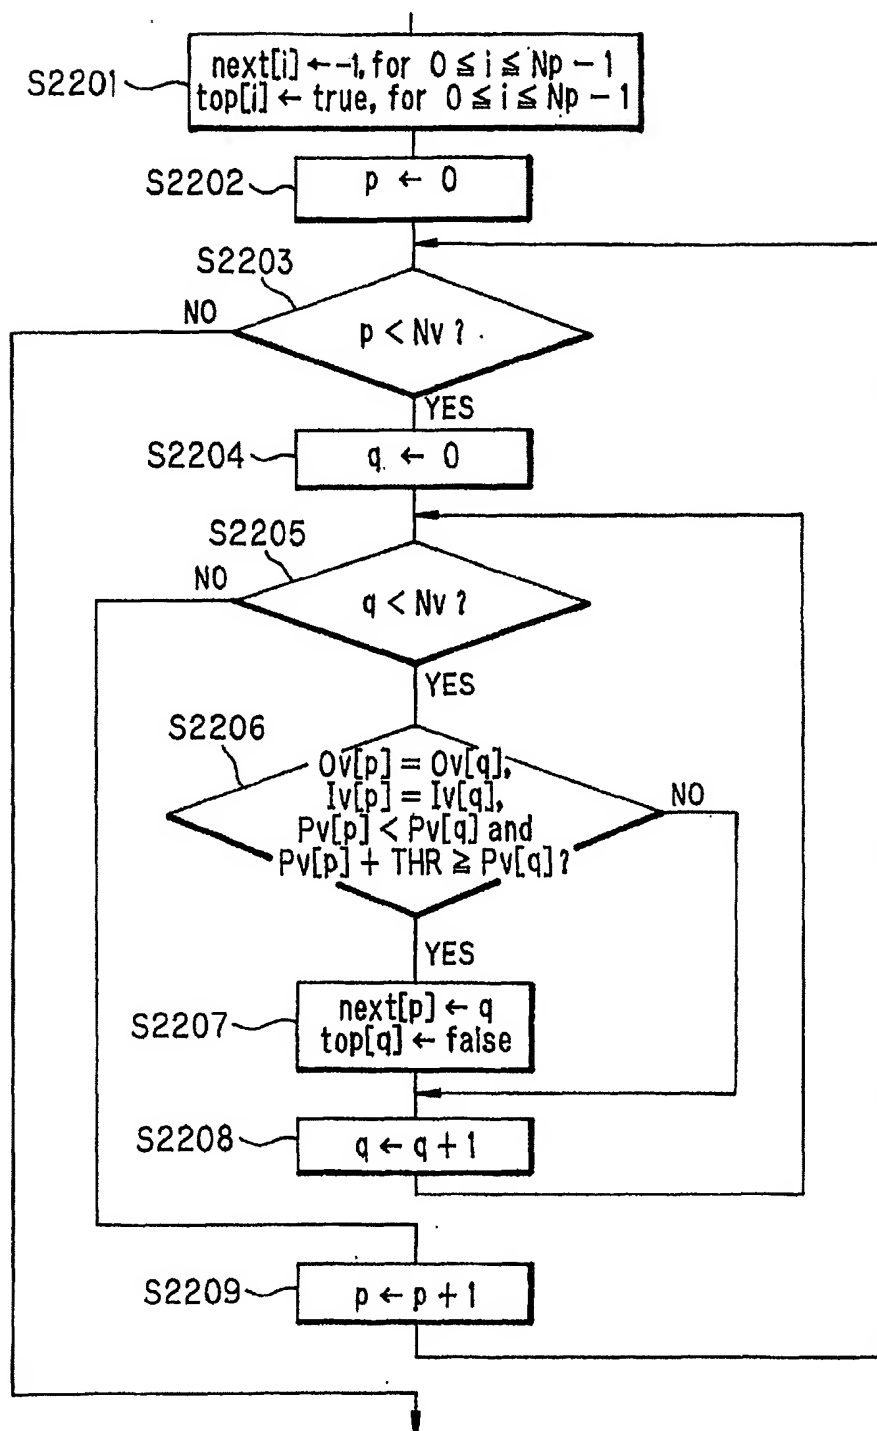 S2201
next[i] ← -1, for 0 ≦ i ≦ Np - 1
top[i] ← true, for 0 ≦ i ≦ Np - 1
S2202
p ← 0
S2203
NO
p < Nv ?
YES
S2204
q ← 0
S2205
NO
q < Nv ?
YES
S2206
Ov[p] = Ov[q],
Iv[p] = Iv[q],
Pv[p] < Pv[q] and
Pv[p] + THR ≧ Pv[q] ?
NO
YES
S2207
next[p] ← q
top[q] ← false
S2208
q ← q + 1
S2209
p ← p + 1